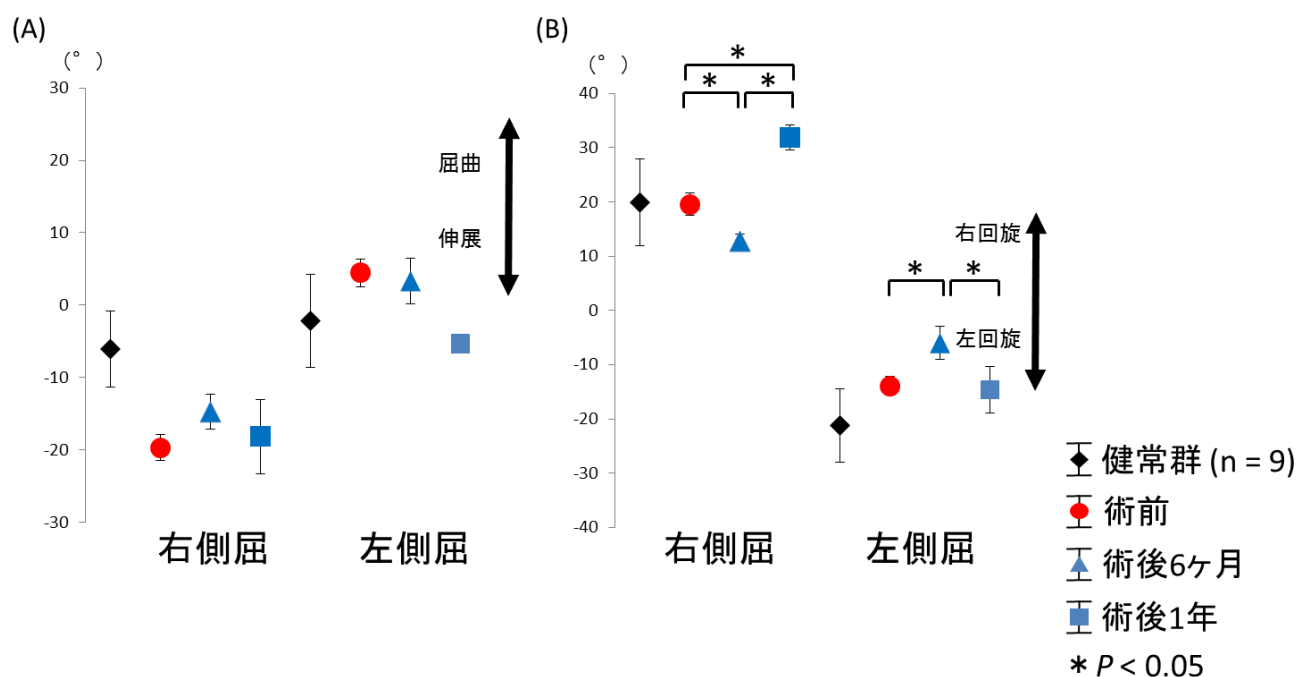 (A)
(°)
30
20
10
0
-10
-20
-30
屈曲
伸展
右側屈
左側屈
(B)
(°)
40
30
20
10
0
-10
-20
-30
-40
*
* *
* *
右回旋
左回旋
右側屈
左側屈
健常群 (n = 9)
術前
術後6ヶ月
術後1年
* P < 0.05